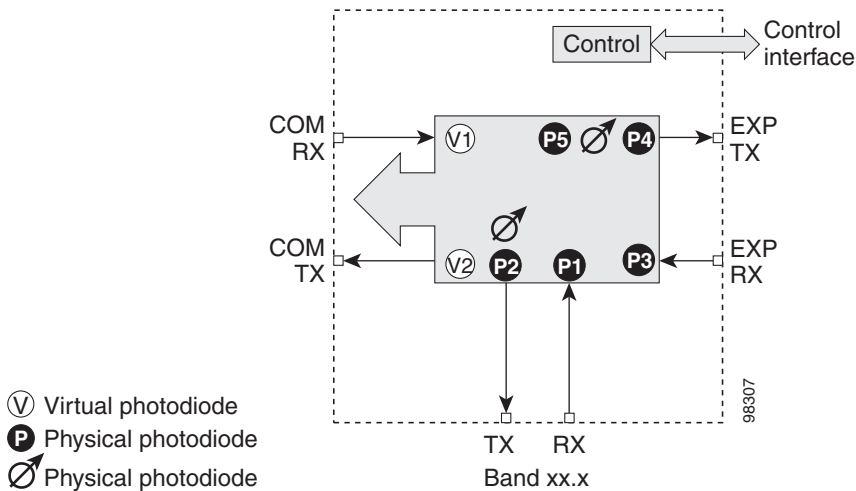 Control
Control
interface
COM
RX
V1
P5
P4
EXP
TX
COM
TX
V2
P2
P1
P3
EXP
RX
98307
V Virtual photodiode
P Physical photodiode
Physical photodiode
TX
RX
Band xx.x